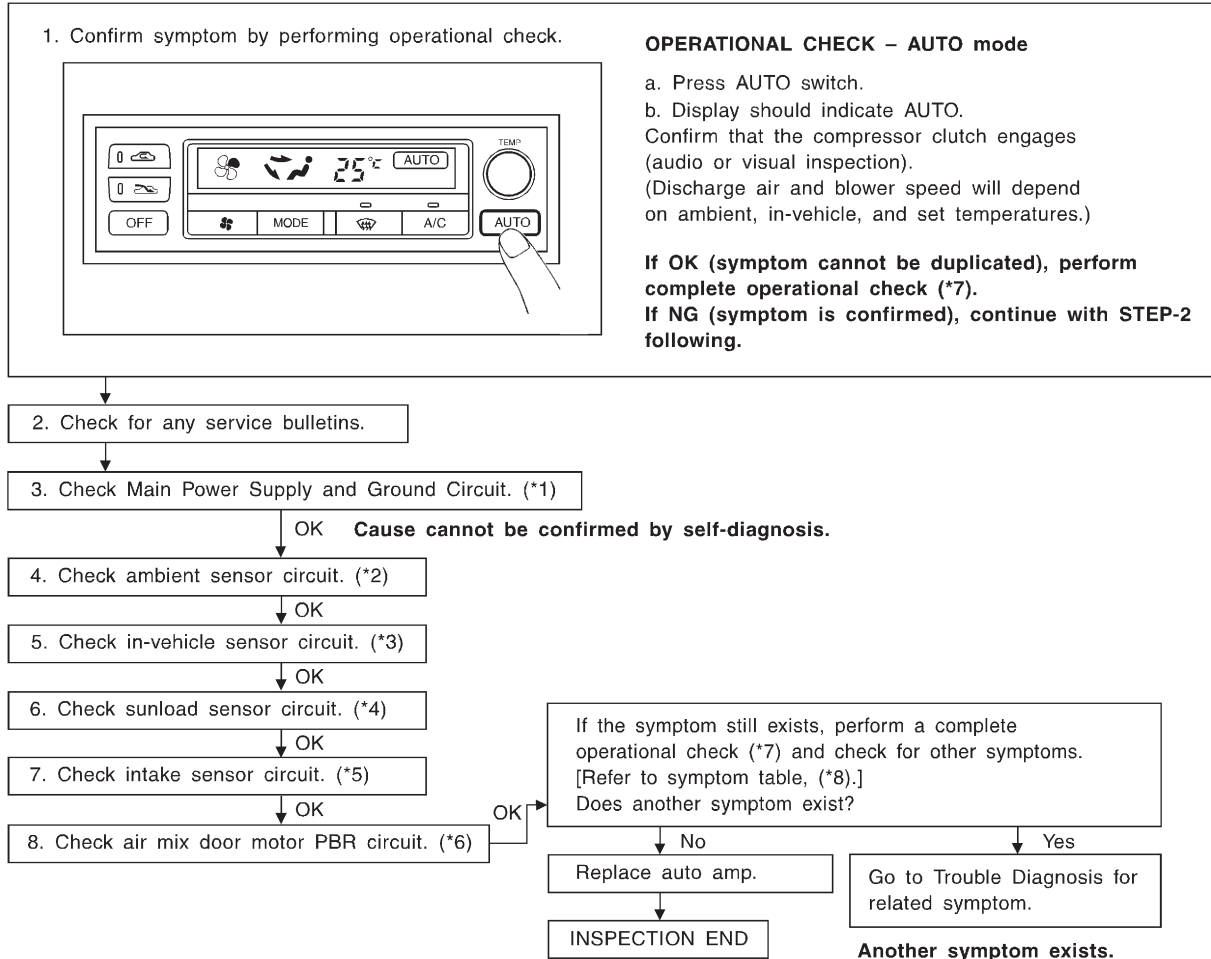 1. Confirm symptom by performing operational check.
TEMP
25°C
AUTO
OFF
MODE
A/C
AUTO
OPERATIONAL CHECK – AUTO mode
a. Press AUTO switch.
b. Display should indicate AUTO.
Confirm that the compressor clutch engages
(audio or visual inspection).
(Discharge air and blower speed will depend
on ambient, in-vehicle, and set temperatures.)
If OK (symptom cannot be duplicated), perform
complete operational check (*7).
If NG (symptom is confirmed), continue with STEP-2
following.
2. Check for any service bulletins.
3. Check Main Power Supply and Ground Circuit. (*1)
OK Cause cannot be confirmed by self-diagnosis.
4. Check ambient sensor circuit. (*2)
OK
5. Check in-vehicle sensor circuit. (*3)
OK
6. Check sunload sensor circuit. (*4)
OK
7. Check intake sensor circuit. (*5)
OK
8. Check air mix door motor PBR circuit. (*6)
OK
If the symptom still exists, perform a complete
operational check (*7) and check for other symptoms.
[Refer to symptom table, (*8).]
Does another symptom exist?
No
Yes
Replace auto amp.
Go to Trouble Diagnosis for
related symptom.
INSPECTION END
Another symptom exists.